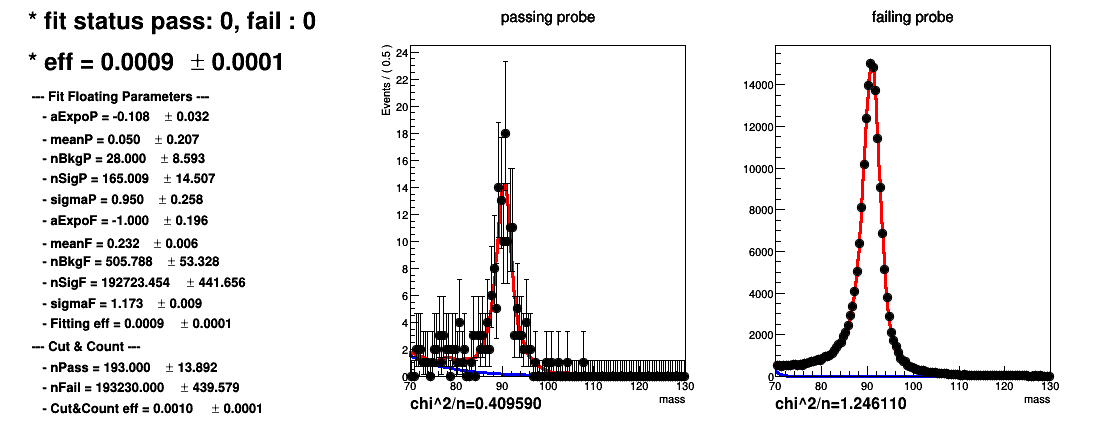 * fit status pass: 0, fail : 0
* eff = 0.0009 ± 0.0001
--- Fit Floating Parameters ---
- aExpoP = -0.108 ± 0.032
- meanP = 0.050 ± 0.207
- nBkgP = 28.000 ± 8.593
- nSigP = 165.009 ± 14.507
- sigmaP = 0.950 ± 0.258
- aExpoF = -1.000 ± 0.196
- meanF = 0.232 ± 0.006
- nBkgF = 505.788 ± 53.328
- nSigF = 192723.454 ± 441.656
- sigmaF = 1.173 ± 0.009
- Fitting eff = 0.0009 ± 0.0001
--- Cut & Count ---
- nPass = 193.000 ± 13.892
- nFail = 193230.000 ± 439.579
- Cut&Count eff = 0.0010 ± 0.0001
passing probe
Events / ( 0.5 )
24
22
20
18
16
14
12
10
8
6
4
2
0
70 80 90 100 110 120 130
mass
chi^2/n=0.409590
failing probe
14000
12000
10000
8000
6000
4000
2000
0
70 80 90 100 110 120 130
mass
chi^2/n=1.246110